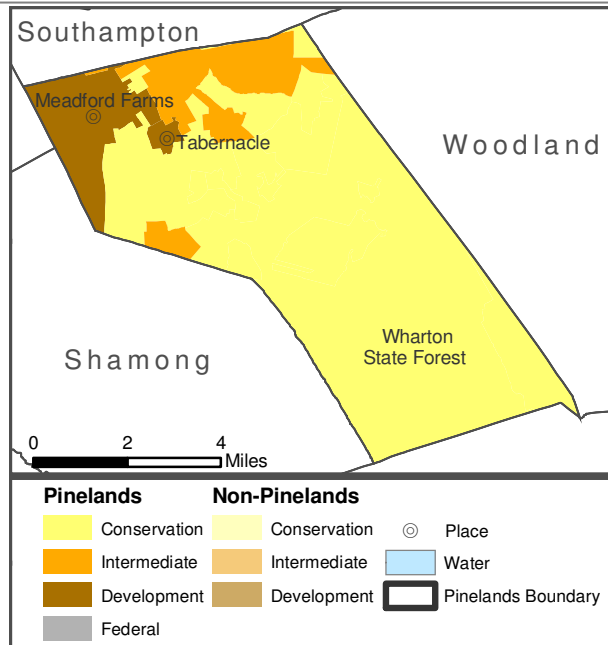 Southampton
Meadford Farms
Tabernacle
Woodland
Wharton
State Forest
Shamong
0 2 4
Miles
Pinelands Non-Pinelands
Conservation Conservation Place
Intermediate Intermediate Water
Development Development Pinelands Boundary
Federal